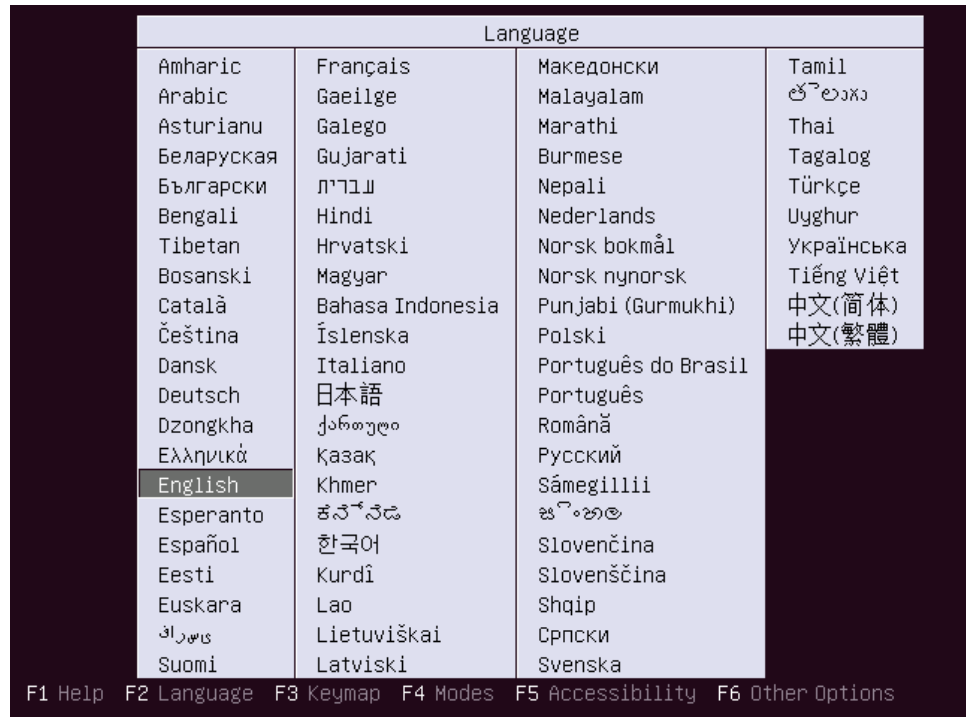 Language
Amharic
Arabic
Asturianu
Беларуская
Български
Bengali
Tibetan
Bosanski
Català
Čeština
Dansk
Deutsch
Dzongkha
Ελληνικά
English
Esperanto
Español
Eesti
Euskara
فارسی
Suomi
Français
Gaeilge
Galego
Gujarati
עברית
Hindi
Hrvatski
Magyar
Bahasa Indonesia
Íslenska
Italiano
日本語
ქართული
Қазақ
Khmer
ಕನ್ನಡ
한국어
Kurdî
Lao
Lietuviškai
Latviski
Македонски
Malayalam
Marathi
Burmese
Nepali
Nederlands
Norsk bokmål
Norsk nynorsk
Punjabi (Gurmukhi)
Polski
Português do Brasil
Português
Română
Русский
Sámegillii
සිංහල
Slovenčina
Slovenščina
Shqip
Српски
Svenska
Tamil
తెలుగు
Thai
Tagalog
Türkçe
Uyghur
Українська
Tiếng Việt
中文(简体)
中文(繁體)
F1 Help F2 Language F3 Keymap F4 Modes F5 Accessibility F6 Other Options